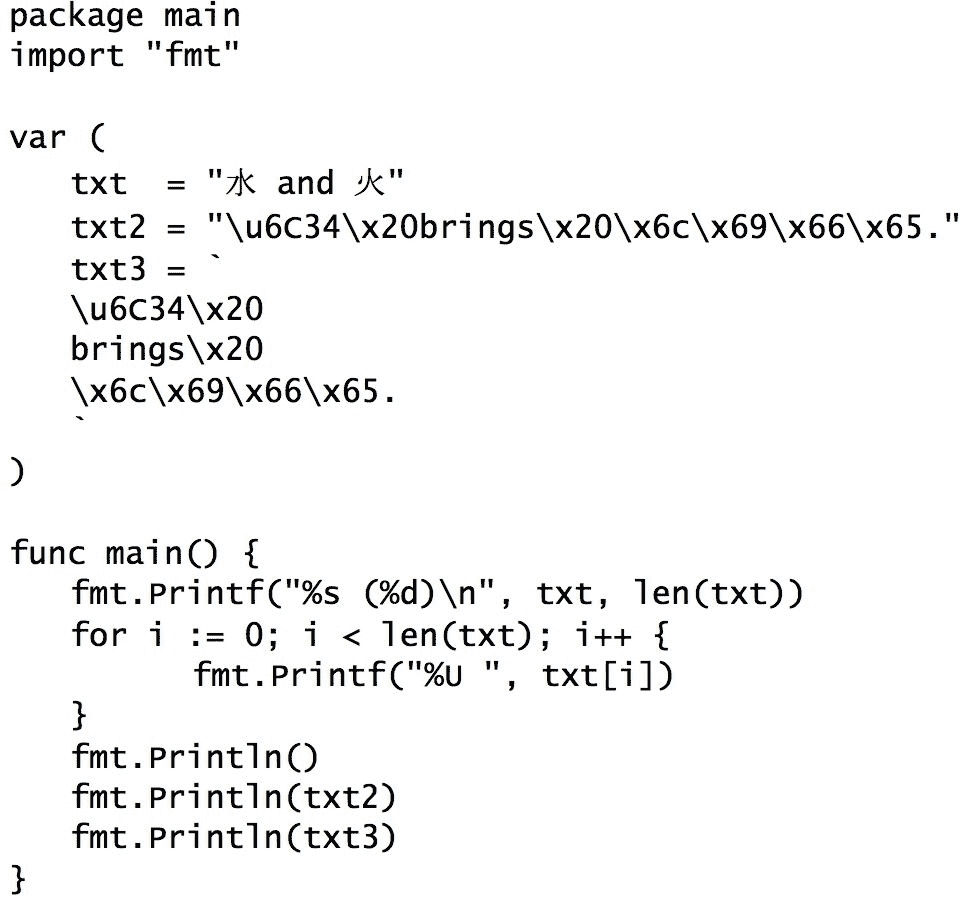 package main
import "fmt"

var (
    txt  = "水 and 火"
    txt2 = "\u6C34\x20brings\x20\x6c\x69\x66\x65."
    txt3 = `
    \u6C34\x20
    brings\x20
    \x6c\x69\x66\x65.
    `
)

func main() {
    fmt.Printf("%s (%d)\n", txt, len(txt))
    for i := 0; i < len(txt); i++ {
            fmt.Printf("%U ", txt[i])
    }
    fmt.Println()
    fmt.Println(txt2)
    fmt.Println(txt3)
}